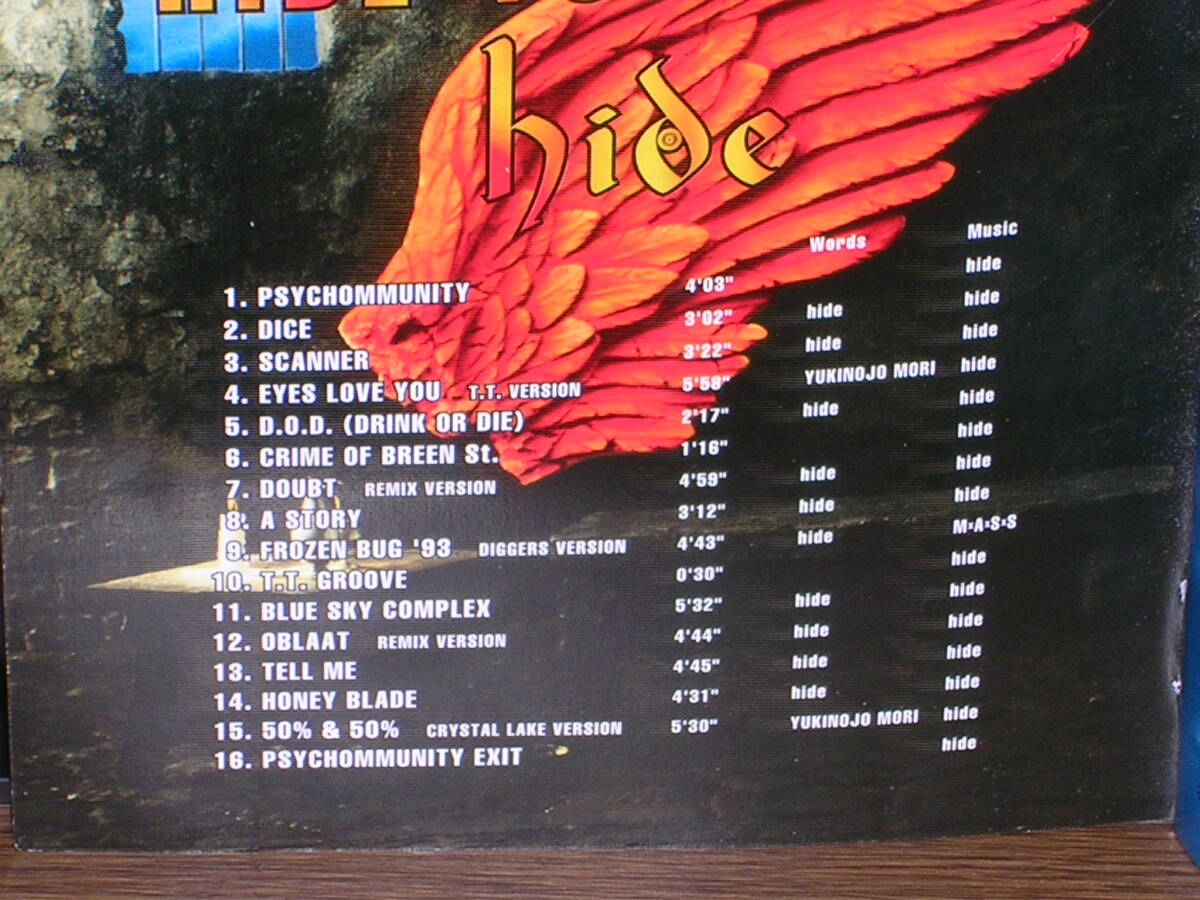 hide
Words Music
1. PSYCHOMMUNITY 4'03" hide
2. DICE 3'02" hide hide
3. SCANNER 3'22" hide hide
4. EYES LOVE YOU T.T. VERSION 5'58" YUKINOJO MORI hide
5. D.O.D. (DRINK OR DIE) 2'17" hide hide
6. CRIME OF BREEN St. 1'16" hide
7. DOUBT REMIX VERSION 4'59" hide hide
8. A STORY 3'12" hide hide
9. FROZEN BUG '93 DIGGERS VERSION 4'43" hide M*A*S*S
10. T.T. GROOVE 0'30" hide
11. BLUE SKY COMPLEX 5'32" hide hide
12. OBLAAT REMIX VERSION 4'44" hide hide
13. TELL ME 4'45" hide hide
14. HONEY BLADE 4'31" hide hide
15. 50% & 50% CRYSTAL LAKE VERSION 5'30" YUKINOJO MORI hide
16. PSYCHOMMUNITY EXIT hide